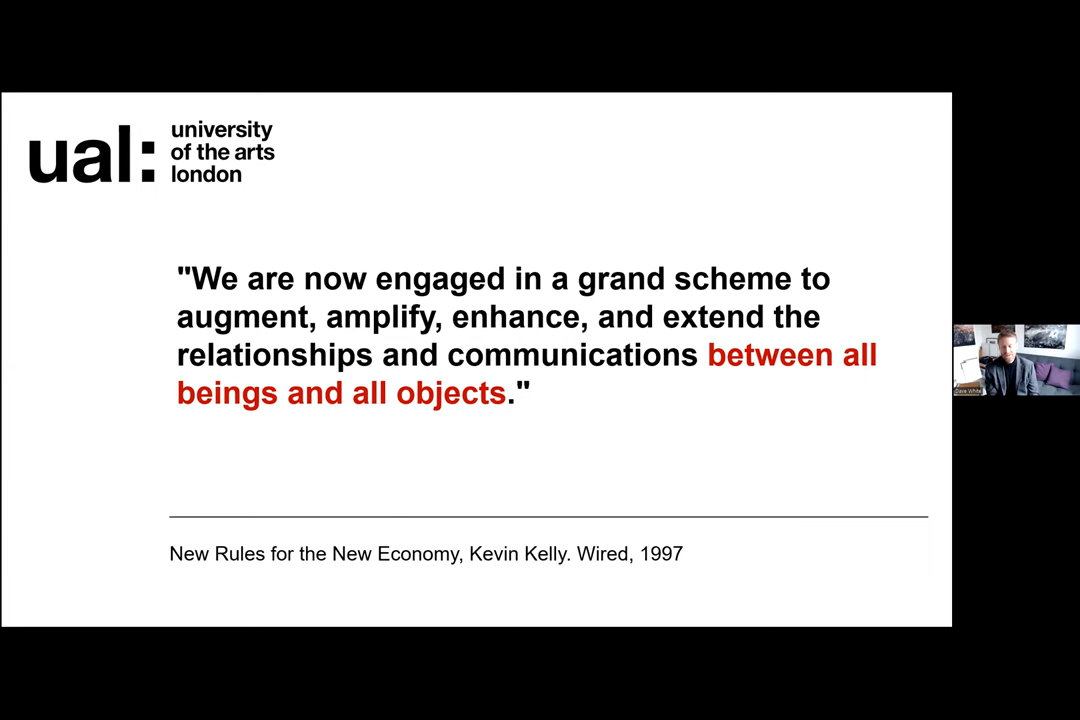 ual:
university
of the arts
london
"We are now engaged in a grand scheme to
augment, amplify, enhance, and extend the
relationships and communications between all
beings and all objects."
New Rules for the New Economy, Kevin Kelly. Wired, 1997
Dave White